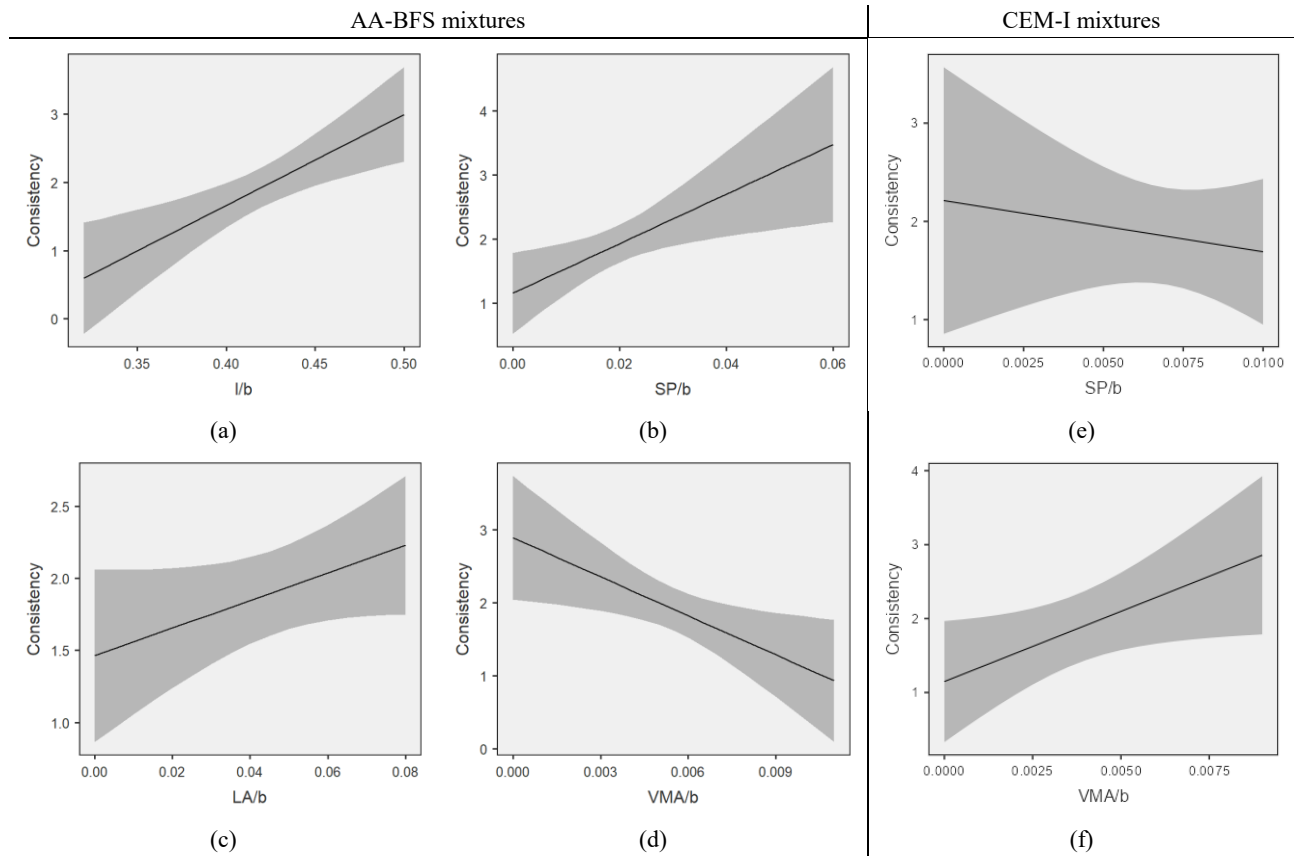 AA-BFS mixtures
CEM-I mixtures
Consistency
3
2
1
0
0.35 0.40 0.45 0.50
l/b
(a)
Consistency
4
3
2
1
0.00 0.02 0.04 0.06
SP/b
(b)
Consistency
3
2
1
0.0000 0.0025 0.0050 0.0075 0.0100
SP/b
(e)
Consistency
2.5
2.0
1.5
1.0
0.00 0.02 0.04 0.06 0.08
LA/b
(c)
Consistency
3
2
1
0
0.000 0.003 0.006 0.009
VMA/b
(d)
Consistency
4
3
2
1
0.0000 0.0025 0.0050 0.0075
VMA/b
(f)